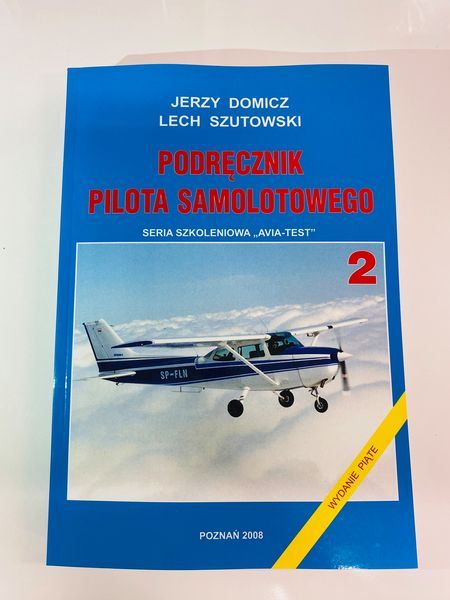 JERZY DOMICZ
LECH SZUTOWSKI
PODRĘCZNIK
PILOTA SAMOLOTOWEGO
SERIA SZKOLENIOWA „AVIA-TEST”
2
SP-FLN
WYDANIE PIĄTE
POZNAŃ 2008